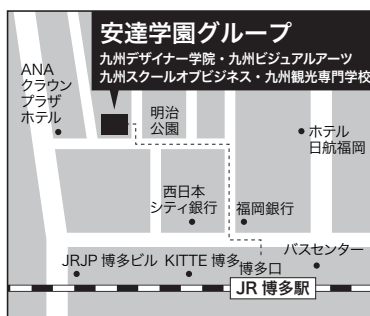 安達学園グループ
九州デザイナー学院・九州ビジュアルアーツ
九州スクールオブビジネス・九州観光専門学校
ANA
クラウン
プラザ
ホテル
明治
公園
ホテル
日航福岡
西日本
シティ銀行
福岡銀行
JRJP 博多ビル
KITTE 博多
博多口
バスセンター
JR 博多駅